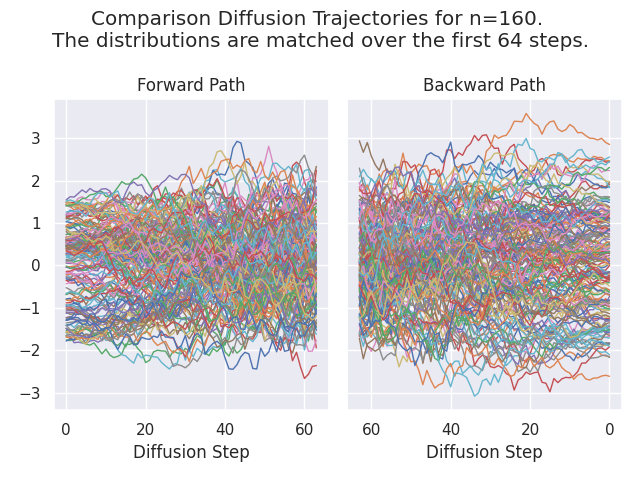 Comparison Diffusion Trajectories for n=160.
The distributions are matched over the first 64 steps.
Forward Path
Backward Path
3
2
1
0
−1
−2
−3
0 20 40 60
60 40 20 0
Diffusion Step
Diffusion Step